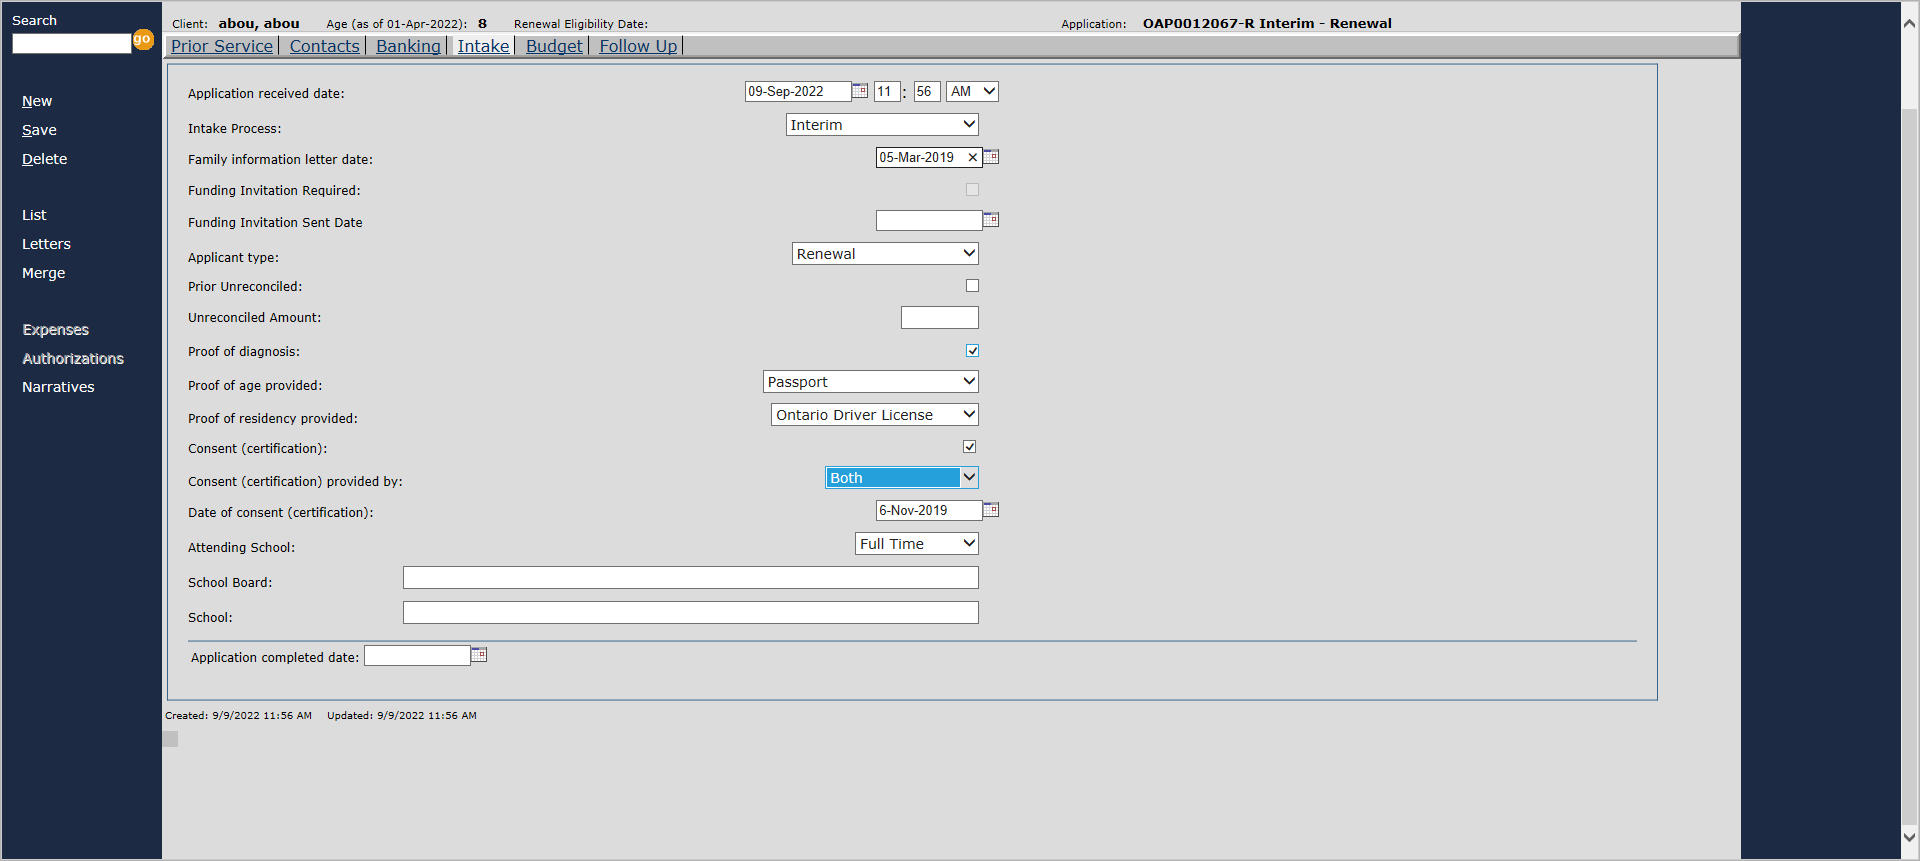 Search
go
New
Save
Delete
List
Letters
Merge
Expenses
Authorizations
Narratives
Client: abou, abou Age (as of 01-Apr-2022): 8 Renewal Eligibility Date: Application: OAP0012067-R Interim - Renewal
Prior Service Contacts Banking Intake Budget Follow Up
Application received date: 09-Sep-2022 11 : 56 AM
Intake Process: Interim
Family information letter date: 05-Mar-2019
Funding Invitation Required:
Funding Invitation Sent Date
Applicant type: Renewal
Prior Unreconciled:
Unreconciled Amount:
Proof of diagnosis:
Proof of age provided: Passport
Proof of residency provided: Ontario Driver License
Consent (certification):
Consent (certification) provided by: Both
Date of consent (certification): 6-Nov-2019
Attending School: Full Time
School Board:
School:
Application completed date:
Created: 9/9/2022 11:56 AM Updated: 9/9/2022 11:56 AM